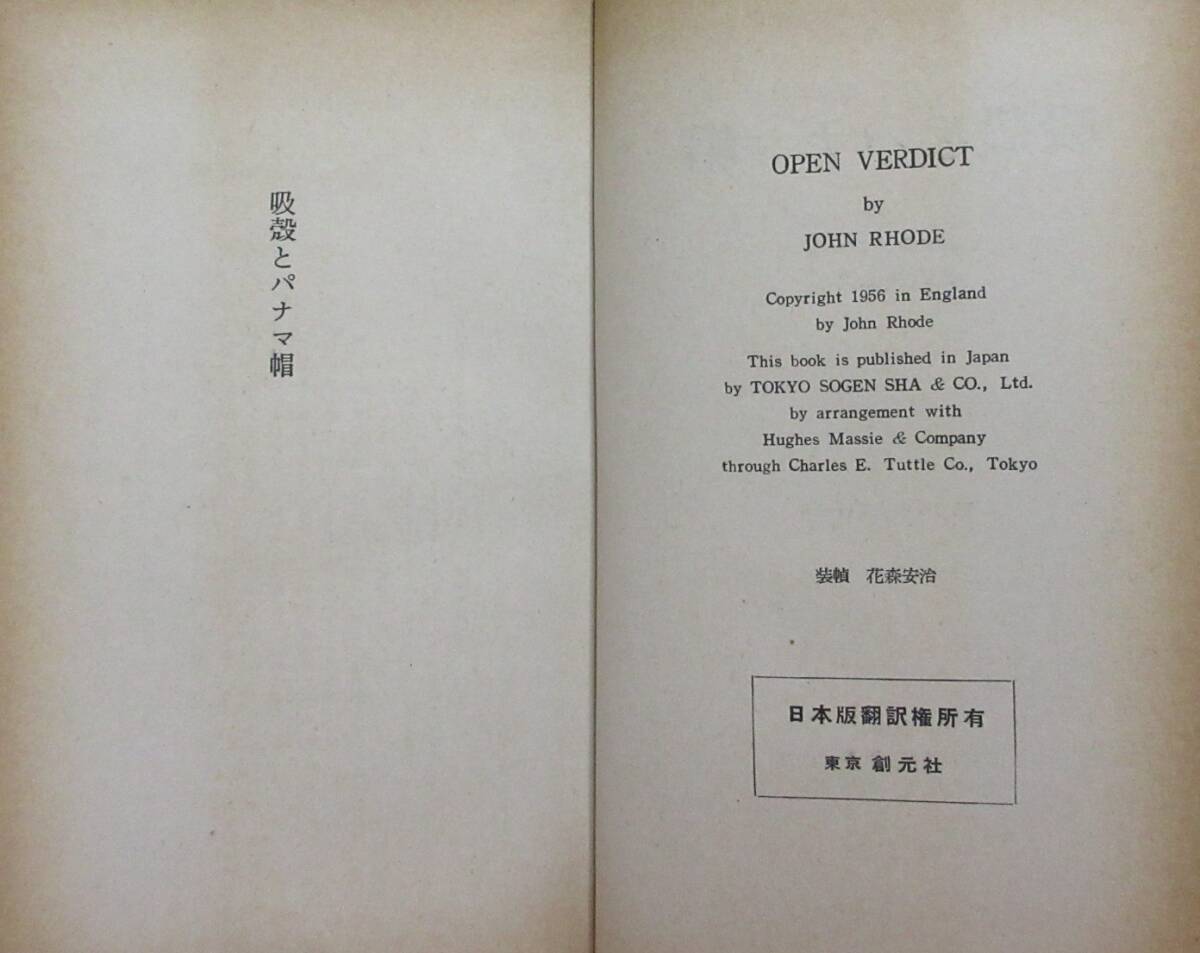 吸殻とパナマ帽
OPEN VERDICT
by
JOHN RHODE
Copyright 1956 in England
by John Rhode
This book is published in Japan
by TOKYO SOGEN SHA & CO., Ltd.
by arrangement with
Hughes Massie & Company
through Charles E. Tuttle Co., Tokyo
装幀　花森安治
日本版翻訳権所有
東京 創元社